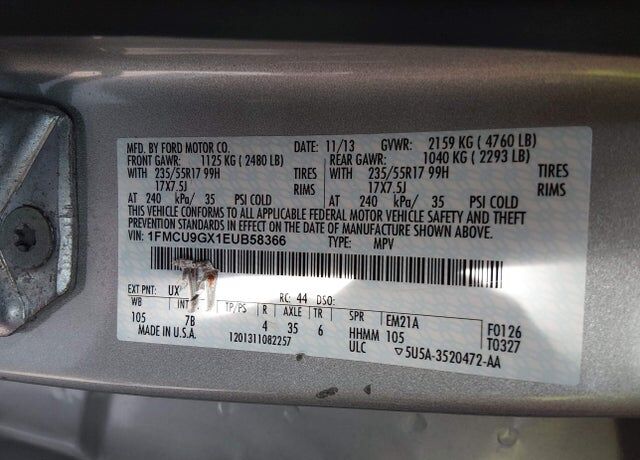 MFD. BY FORD MOTOR CO. DATE: 11/13 GVWR: 2159 KG ( 4760 LB)
FRONT GAWR: 1125 KG ( 2480 LB) REAR GAWR: 1040 KG ( 2293 LB)
WITH 235/55R17 99H TIRES WITH 235/55R17 99H TIRES
17X7.5J RIMS 17X7.5J RIMS
AT 240 kPa/ 35 PSI COLD AT 240 kPa/ 35 PSI COLD
THIS VEHICLE CONFORMS TO ALL APPLICABLE FEDERAL MOTOR VEHICLE SAFETY AND THEFT
PREVENTION STANDARDS IN EFFECT ON THE DATE OF MANUFACTURE SHOWN ABOVE.
VIN: 1FMCU9GX1EUB58366 TYPE: MPV
EXT PNT: UX RC: 44 DSO:
WB INT TP/PS R AXLE TR SPR EM21A F0126
105 7B 4 35 6 HHMM 105 T0327
MADE IN U.S.A. 1201311082257 ULC ▽5U5A-3520472-AA